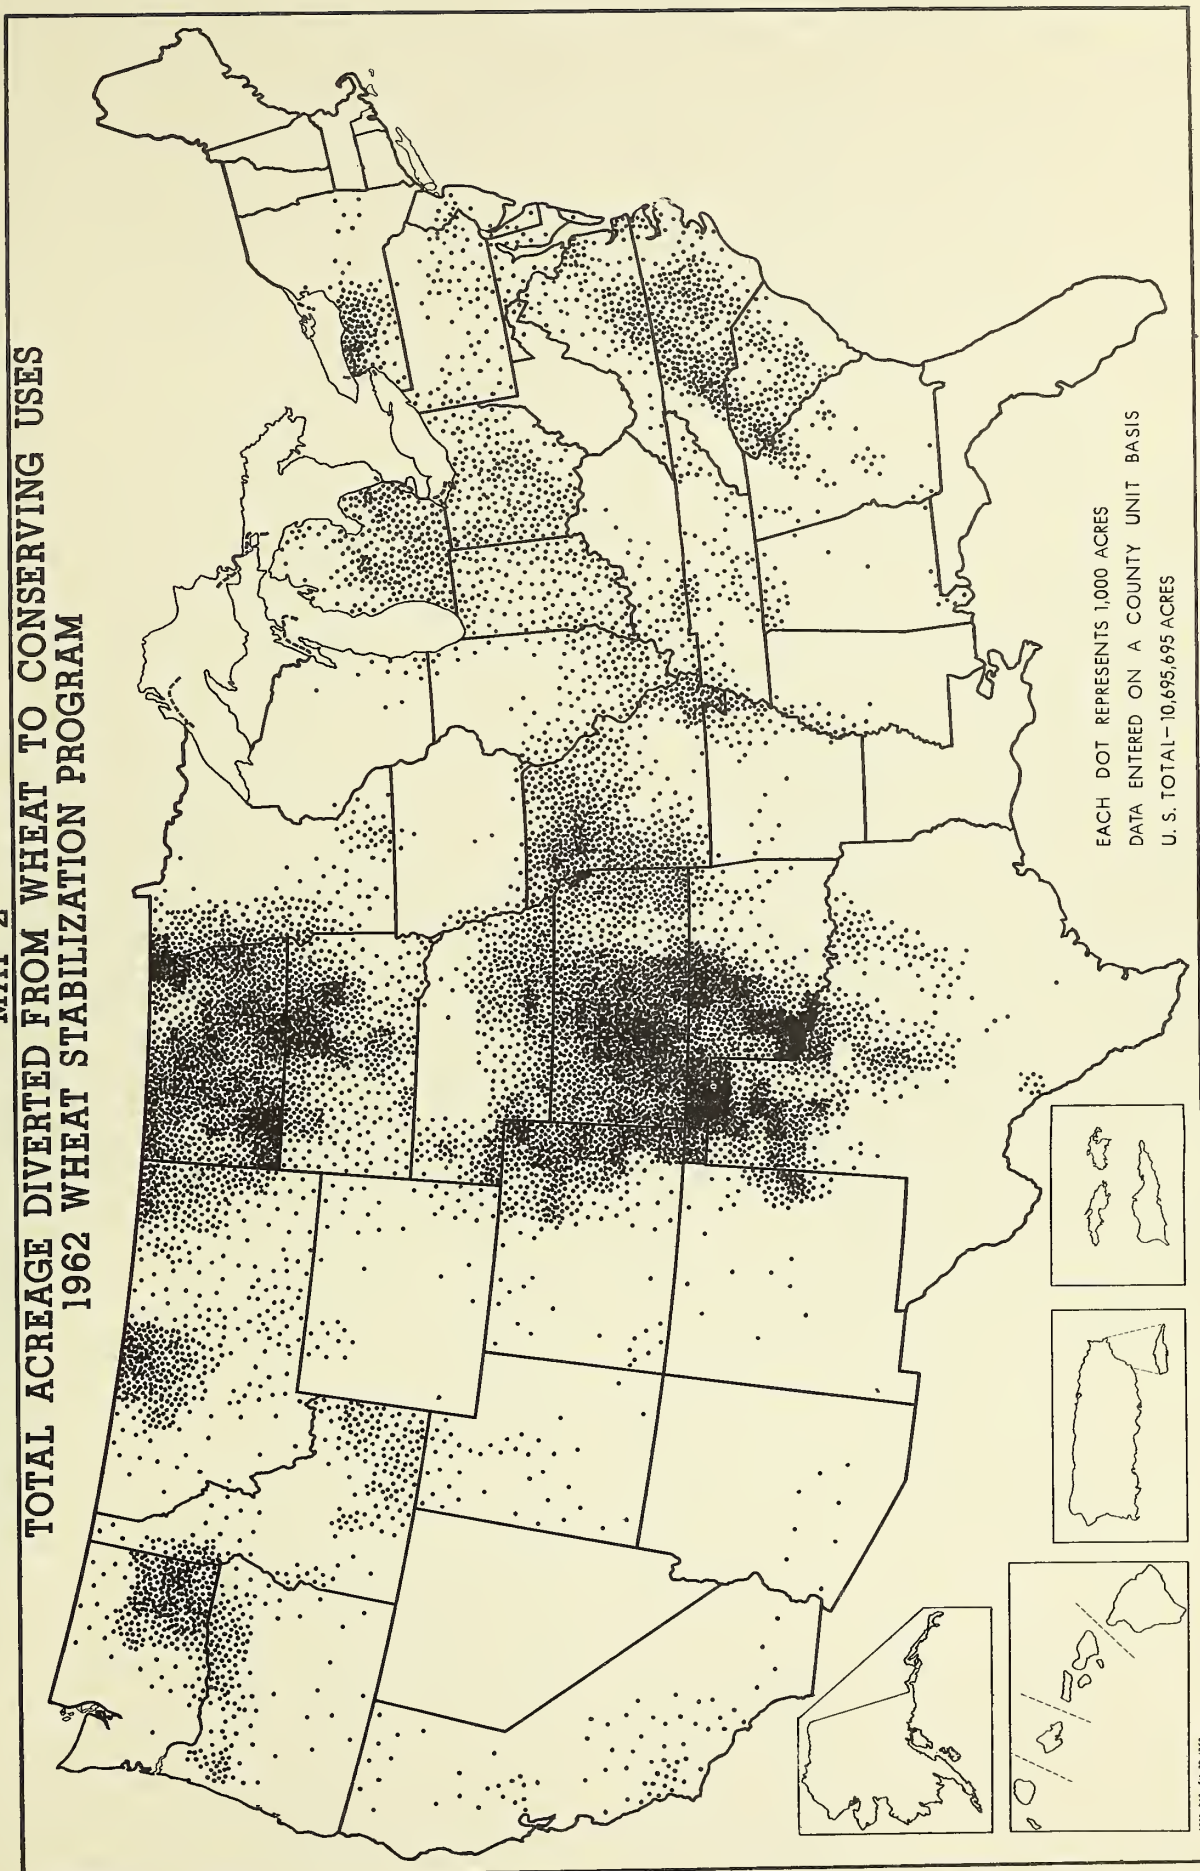 TOTAL ACREAGE DIVERTED FROM WHEAT TO CONSERVING USES
1962 WHEAT STABILIZATION PROGRAM
EACH DOT REPRESENTS 1,000 ACRES
DATA ENTERED ON A COUNTY UNIT BASIS
U. S. TOTAL-10,695,695 ACRES